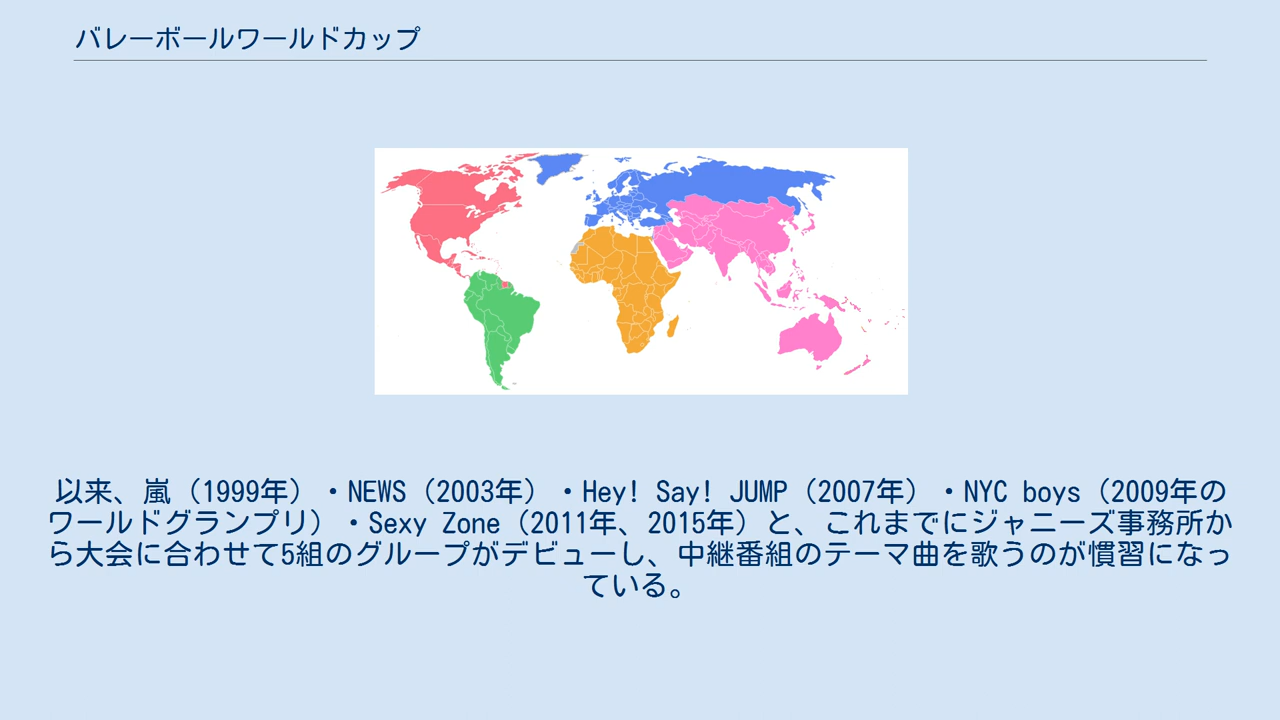 バレーボールワールドカップ
以来、嵐（1999年）・NEWS（2003年）・Hey! Say! JUMP（2007年）・NYC boys（2009年の
ワールドグランプリ）・Sexy Zone（2011年、2015年）と、これまでにジャニーズ事務所か
ら大会に合わせて5組のグループがデビューし、中継番組のテーマ曲を歌うのが慣習になっ
ている。